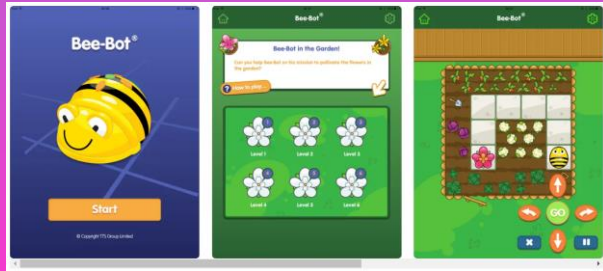 Bee-Bot®
Start
© Copyright TTS Group Limited
Bee-Bot®
Bee-Bot in the Garden!
Can you help Bee-Bot on his mission to pollinate the flowers in
the garden?
How to play...
Level 1
Level 2
Level 3
Level 4
Level 5
Level 6
Bee-Bot®
GO